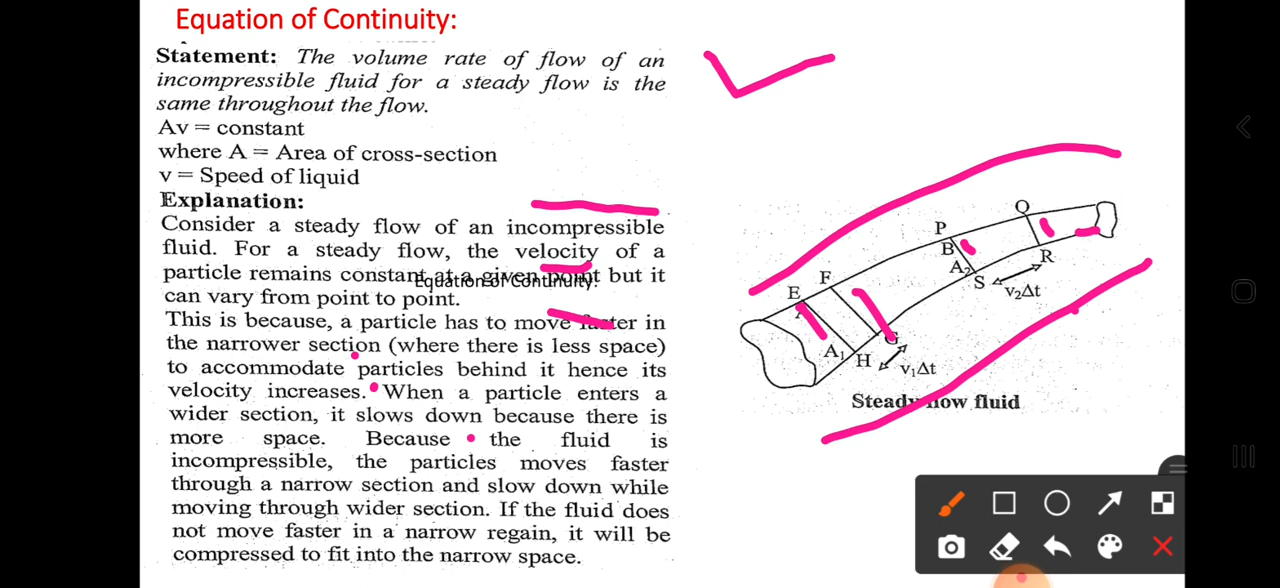 Equation of Continuity:
Statement: The volume rate of flow of an
incompressible fluid for a steady flow is the
same throughout the flow.
Av = constant
where A = Area of cross-section
v = Speed of liquid
Explanation:
Consider a steady flow of an incompressible
fluid. For a steady flow, the velocity of a
particle remains constant at a given point but it
Equation of Continuity:
can vary from point to point.
This is because, a particle has to move faster in
the narrower section (where there is less space)
to accommodate particles behind it hence its
velocity increases. When a particle enters a
wider section, it slows down because there is
more space. Because the fluid is
incompressible, the particles moves faster
through a narrow section and slow down while
moving through wider section. If the fluid does
not move faster in a narrow regain, it will be
compressed to fit into the narrow space.
Q
P
B
R
A₂
S
v₂Δt
F
E
A
G
A₁
H
v₁Δt
Steady flow fluid